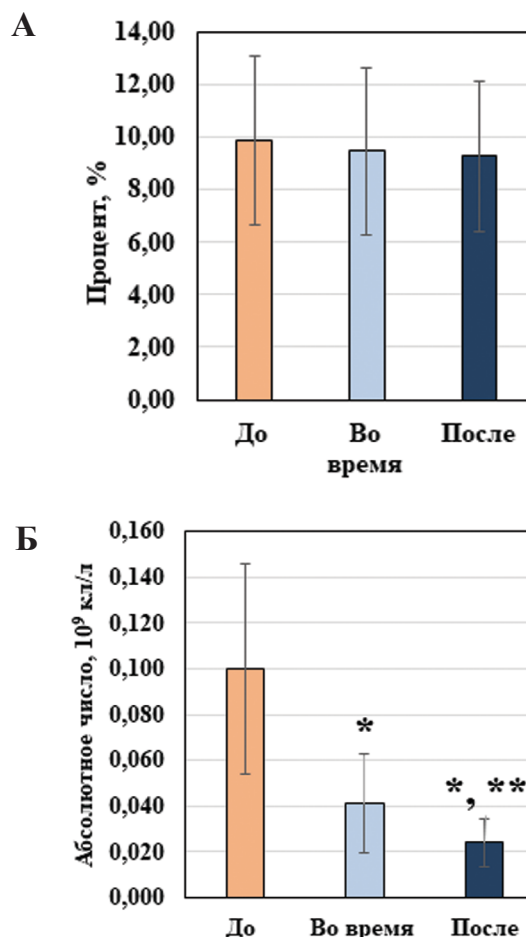 А
Процент, %
14,00
12,00
10,00
8,00
6,00
4,00
2,00
0,00
До
Во
время
После
Б
Абсолютное число, 10⁹ кл/л
0,160
0,140
0,120
0,100
0,080
0,060
0,040
0,020
0,000
*
*, **
До
Во время
После